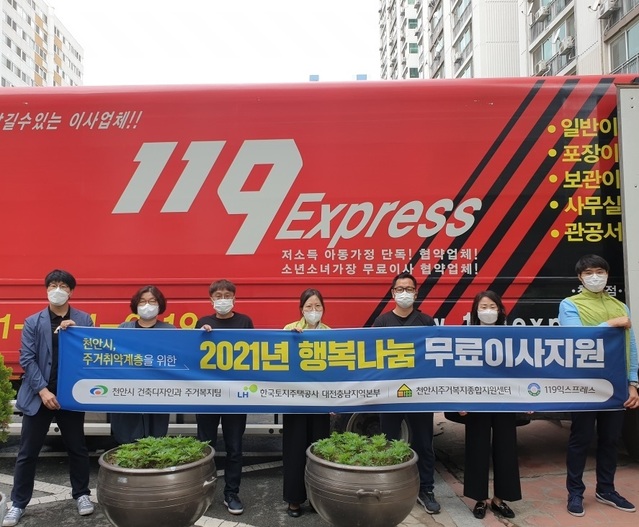 길수있는 이사업체!!
119 Express
저소득 아동가정 단독! 협약업체!
소년소녀가장 무료이사 협약업체!
일반이
포장이
보관이
사무실
관공서
천안시,
주거취약계층을 위한
2021년 행복나눔 무료이사지원
천안시 건축디자인과 주거복지팀
LH 한국토지주택공사 대전충남지역본부
천안시주거복지종합지원센터
119익스프레스